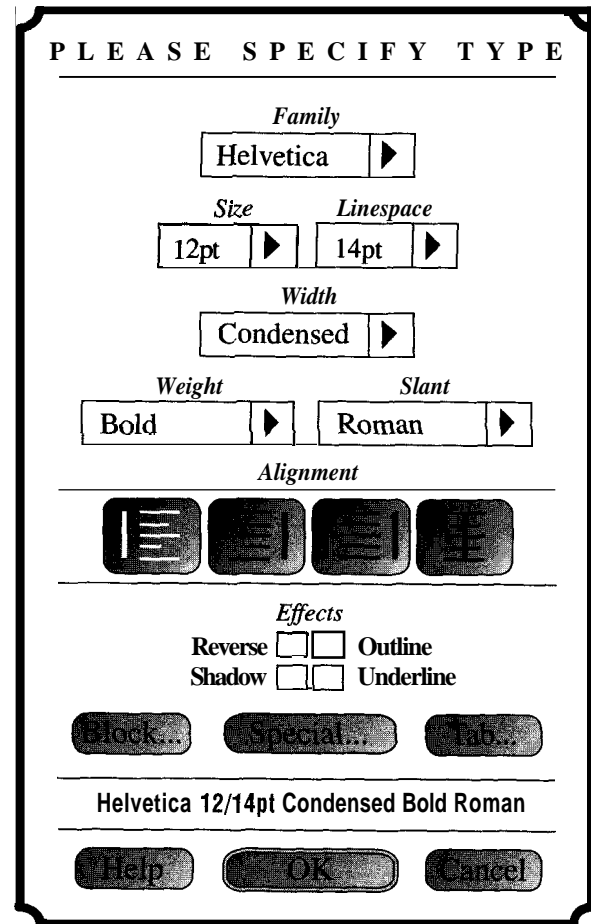 PLEASE SPECIFY TYPE
Family
Helvetica
Size Linespace
12pt 14pt
Width
Condensed
Weight Slant
Bold Roman
Alignment
Effects
Reverse Outline
Shadow Underline
Block... Special... Tab...
Helvetica 12/14pt Condensed Bold Roman
Help OK Cancel